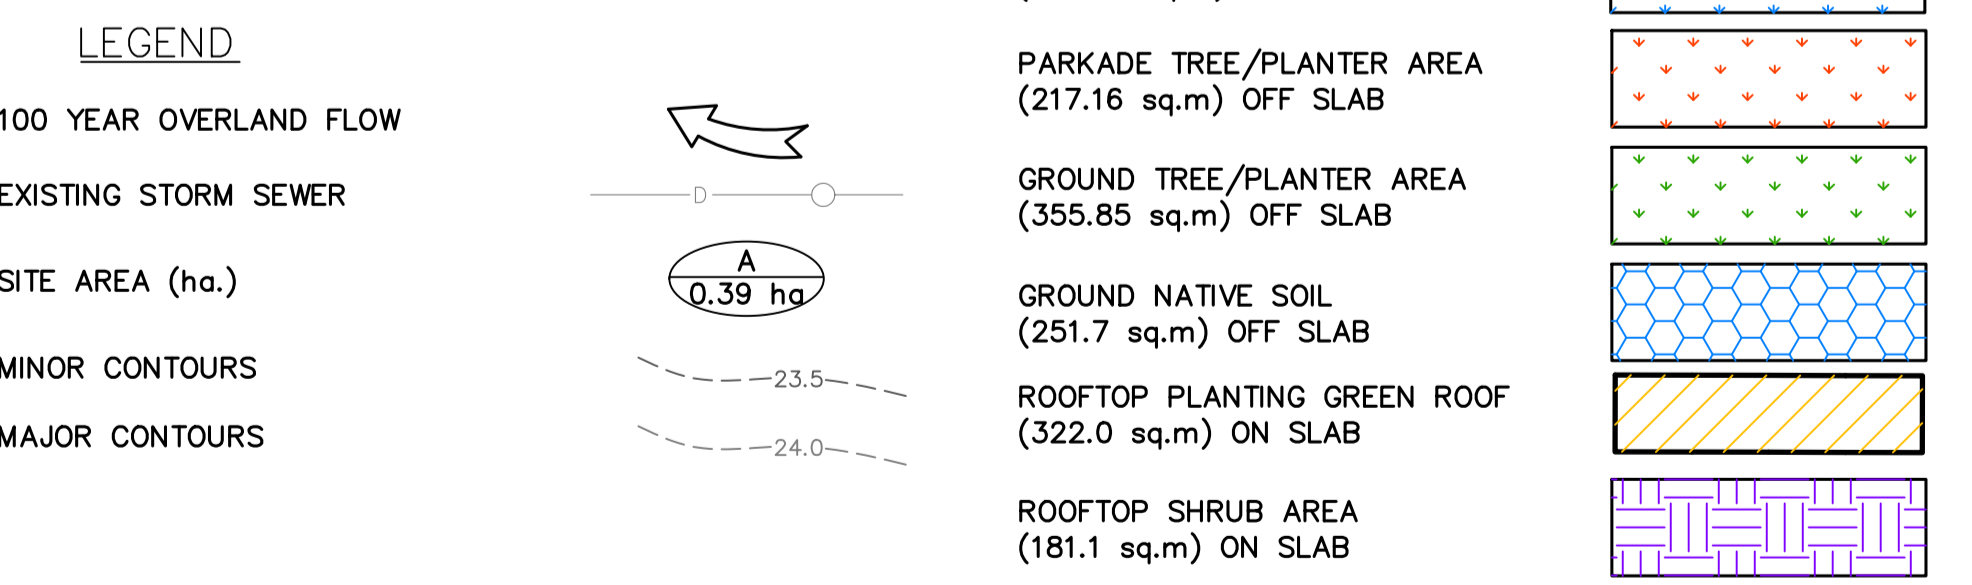 LEGEND
100 YEAR OVERLAND FLOW
EXISTING STORM SEWER
D
SITE AREA (ha.)
A
0.39 ha
MINOR CONTOURS
23.5
MAJOR CONTOURS
24.0
PARKADE TREE/PLANTER AREA
(217.16 sq.m) OFF SLAB
GROUND TREE/PLANTER AREA
(355.85 sq.m) OFF SLAB
GROUND NATIVE SOIL
(251.7 sq.m) OFF SLAB
ROOFTOP PLANTING GREEN ROOF
(322.0 sq.m) ON SLAB
ROOFTOP SHRUB AREA
(181.1 sq.m) ON SLAB